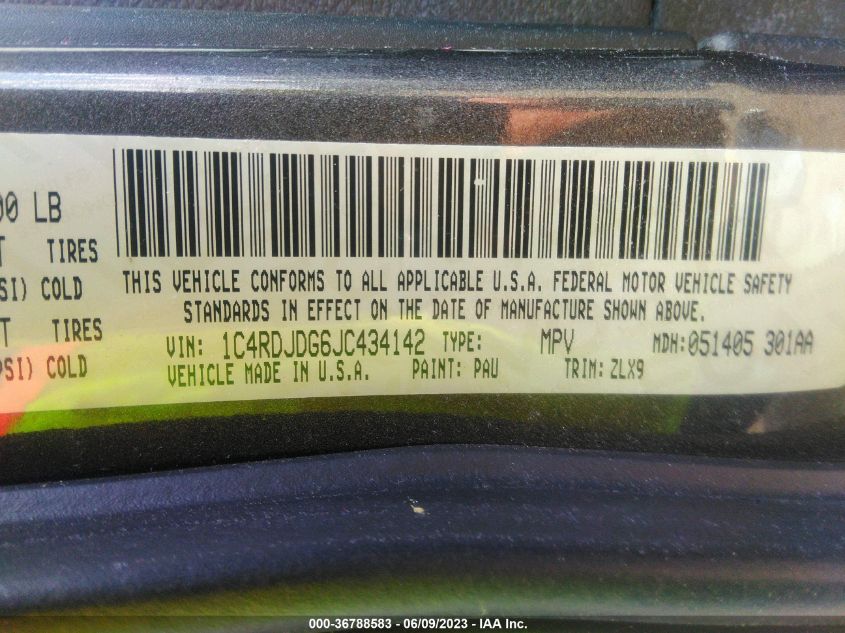 00 LB
T TIRES
SI) COLD
T TIRES
PSI) COLD
THIS VEHICLE CONFORMS TO ALL APPLICABLE U.S.A. FEDERAL MOTOR VEHICLE SAFETY
STANDARDS IN EFFECT ON THE DATE OF MANUFACTURE SHOWN ABOVE.
VIN: 1C4RDJDG6JC434142 TYPE: MPV MDH:051405 301AA
VEHICLE MADE IN U.S.A. PAINT: PAU TRIM: ZLX9
000-36788583 - 06/09/2023 - IAA Inc.